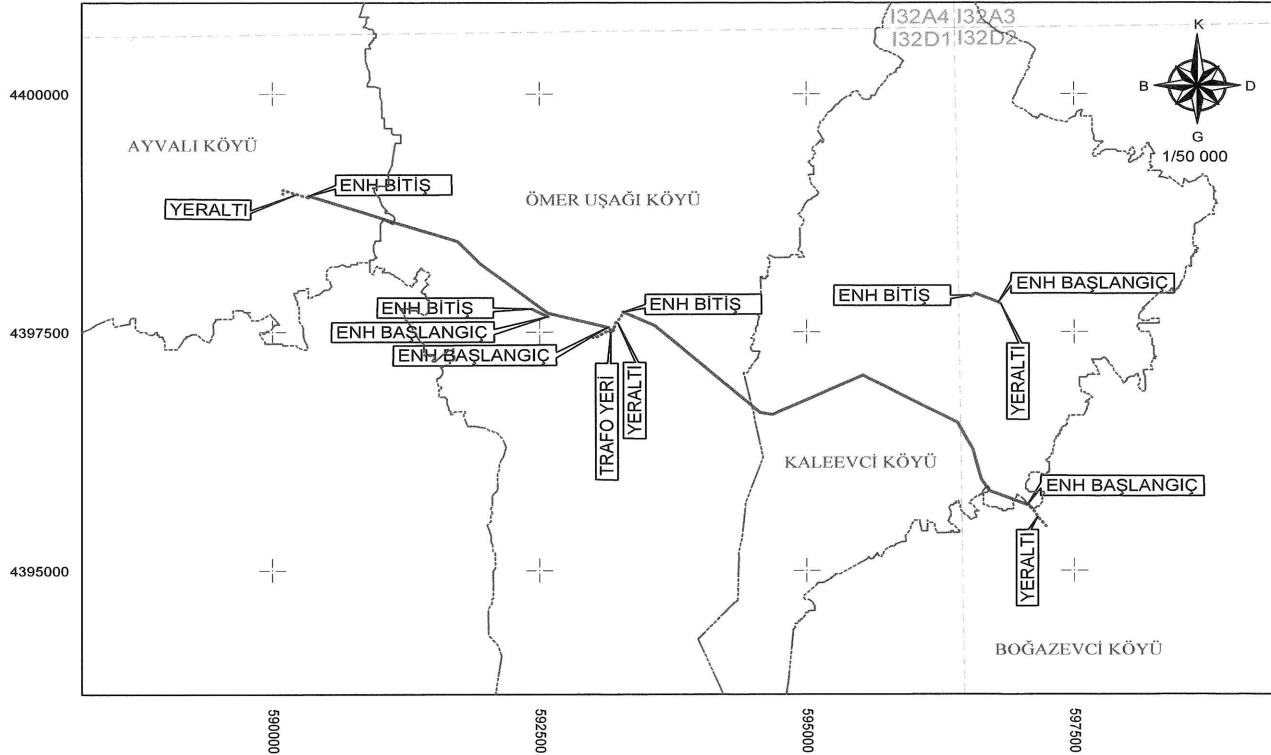 I32A4 I32A3
I32D1 I32D2
K
B
D
G
1/50 000
4400000
4397500
4395000
AYVALI KÖYÜ
ENH BİTİŞ
YERALTI
ÖMER UŞAĞI KÖYÜ
ENH BİTİŞ
ENH BAŞLANGIÇ
ENH BAŞLANGIÇ
ENH BİTİŞ
TRAFO YERİ
YERALTI
ENH BİTİŞ
ENH BAŞLANGIÇ
YERALTI
KALEEVCİ KÖYÜ
ENH BAŞLANGIÇ
YERALTI
BOĞAZEVCİ KÖYÜ
590000
592500
595000
597500